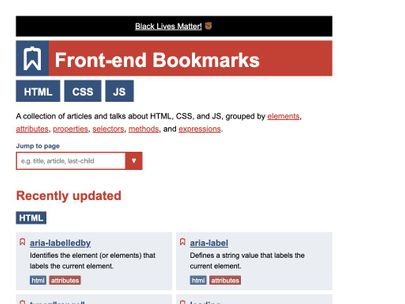 Black Lives Matter! ✊🏾
Front-end Bookmarks
HTML CSS JS
A collection of articles and talks about HTML, CSS, and JS, grouped by elements,
attributes, properties, selectors, methods, and expressions.
Jump to page
e.g. title, article, last-child ▼
Recently updated
HTML
aria-labelledby
Identifies the element (or elements) that
labels the current element.
html attributes
aria-label
Defines a string value that labels the
current element.
html attributes